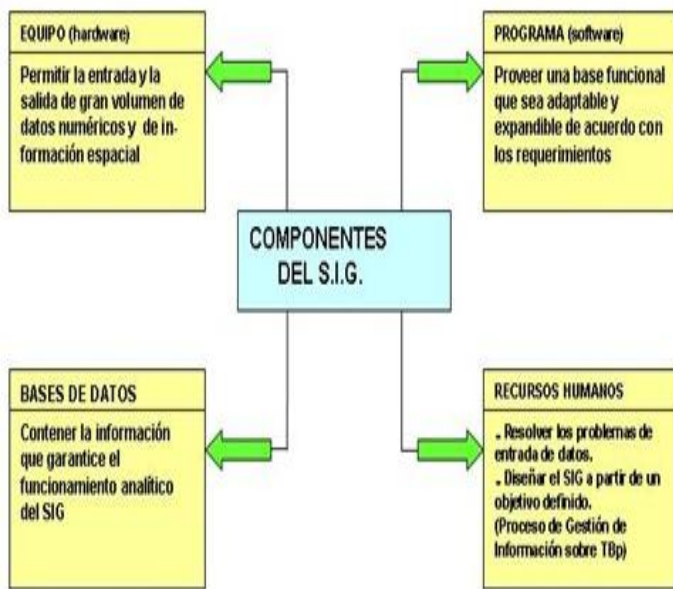 EQUIPO (hardware)
Permitir la entrada y la
salida de gran volumen de
datos numéricos y de in-
formación espacial
PROGRAMA (software)
Proveer una base funcional
que sea adaptable y
expandible de acuerdo con
los requerimientos
COMPONENTES
DEL S.I.G.
BASES DE DATOS
Contener la información
que garantice el
funcionamiento analítico
del SIG
RECURSOS HUMANOS
. Resolver los problemas de
entrada de datos.
. Diseñar el SIG a partir de un
objetivo definido.
(Proceso de Gestión de
Información sobre TBp)